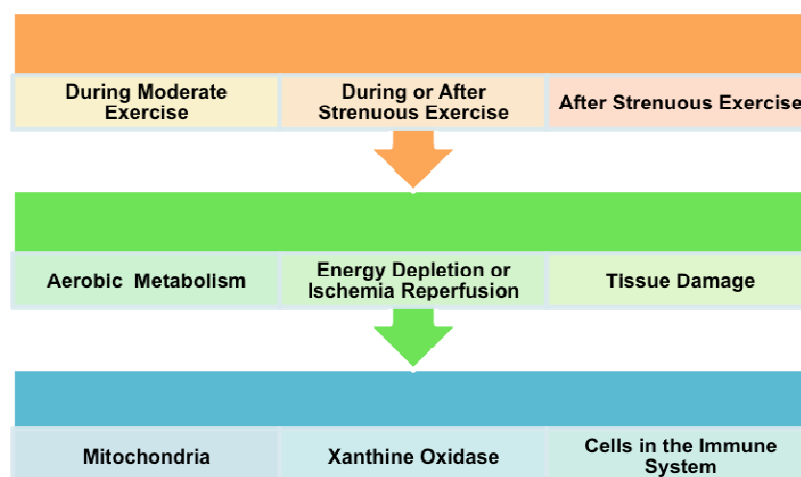 During Moderate
Exercise
During or After
Strenuous Exercise
After Strenuous Exercise
Aerobic Metabolism
Energy Depletion or
Ischemia Reperfusion
Tissue Damage
Mitochondria
Xanthine Oxidase
Cells in the Immune
System